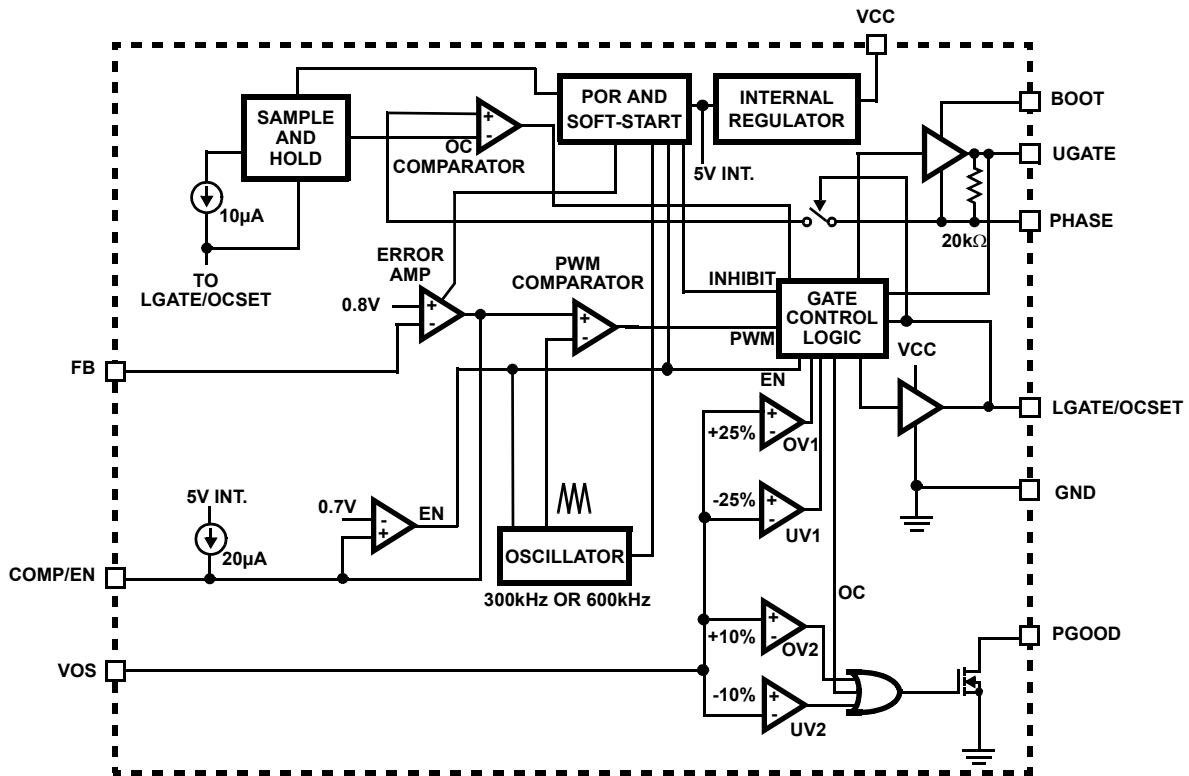 VCC
BOOT
POR AND
SOFT-START
INTERNAL
REGULATOR
SAMPLE
AND
HOLD
+
-
OC
COMPARATOR
UGATE
5V INT.
10µA
PHASE
20kΩ
TO
LGATE/OCSET
ERROR
AMP
PWM
COMPARATOR
INHIBIT
GATE
CONTROL
LOGIC
0.8V
+
-
+
-
PWM
VCC
FB
EN
LGATE/OCSET
+25%
+
-
OV1
5V INT.
0.7V
-
+
EN
-25%
+
-
UV1
GND
20µA
OSCILLATOR
COMP/EN
300kHz OR 600kHz
OC
+10%
+
-
OV2
PGOOD
VOS
-10%
+
-
UV2